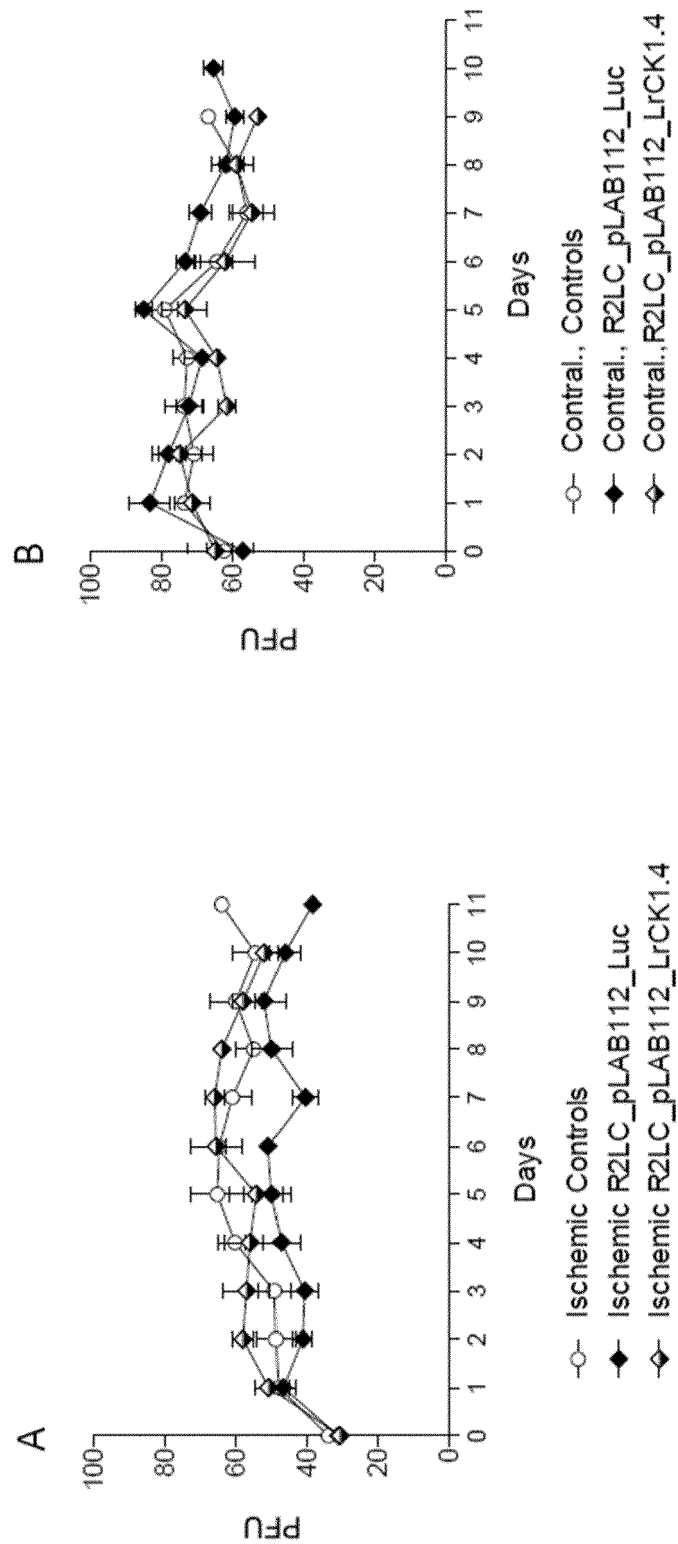 A
100
80
60
40
20
0
PFU
0 1 2 3 4 5 6 7 8 9 10 11
Days
Ischemic Controls
Ischemic R2LC_pLAB112_Luc
Ischemic R2LC_pLAB112_LrCK1.4
B
100
80
60
40
20
0
PFU
0 1 2 3 4 5 6 7 8 9 10 11
Days
Contral., Controls
Contral., R2LC_pLAB112_Luc
Contral.,R2LC_pLAB112_LrCK1.4